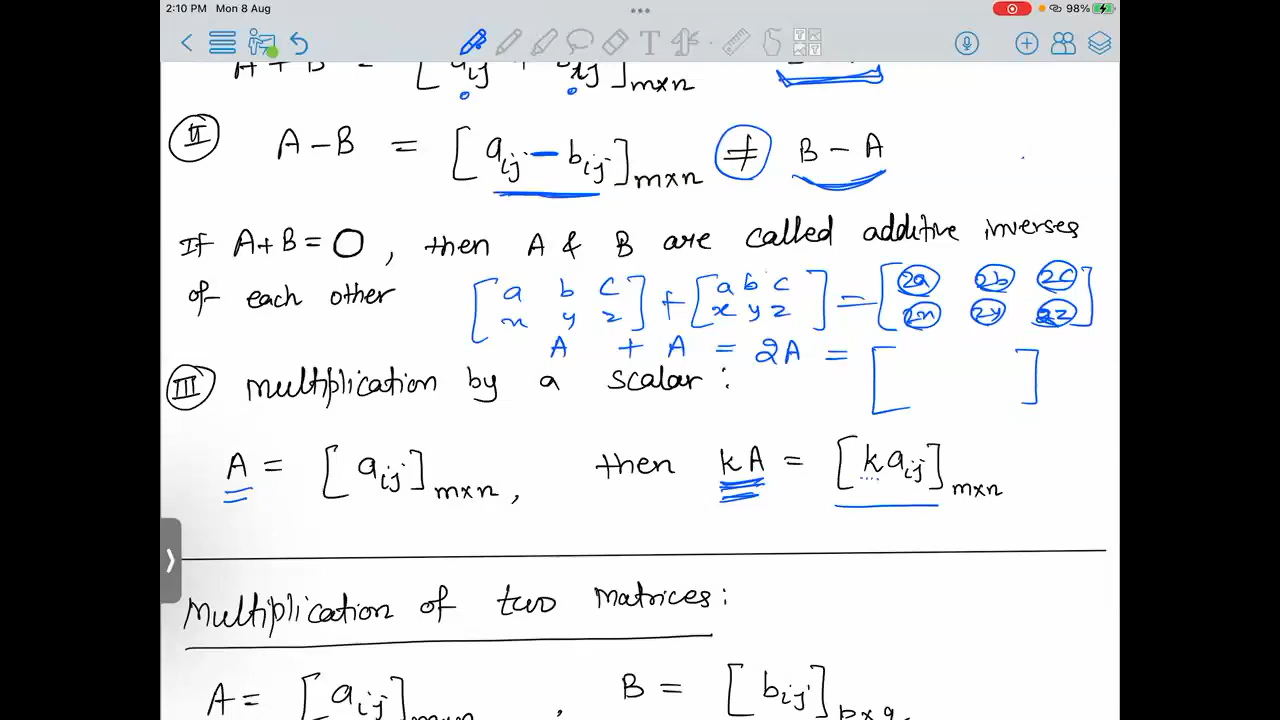 2:10 PM Mon 8 Aug 98%
A + B = [aij + bij]m×n
II A – B = [aij – bij]m×n ≠ B – A
If A+B = O, then A & B are called additive inverses
of each other [a b c] + [a b c] = [2a 2b 2c]
[x y z] [x y z] [2x 2y 2z]
A + A = 2A = [ ]
III Multiplication by a scalar:
A = [aij]m×n, then kA = [kaij]m×n
Multiplication of two matrices:
A = [aij]m×n, B = [bij]p×q